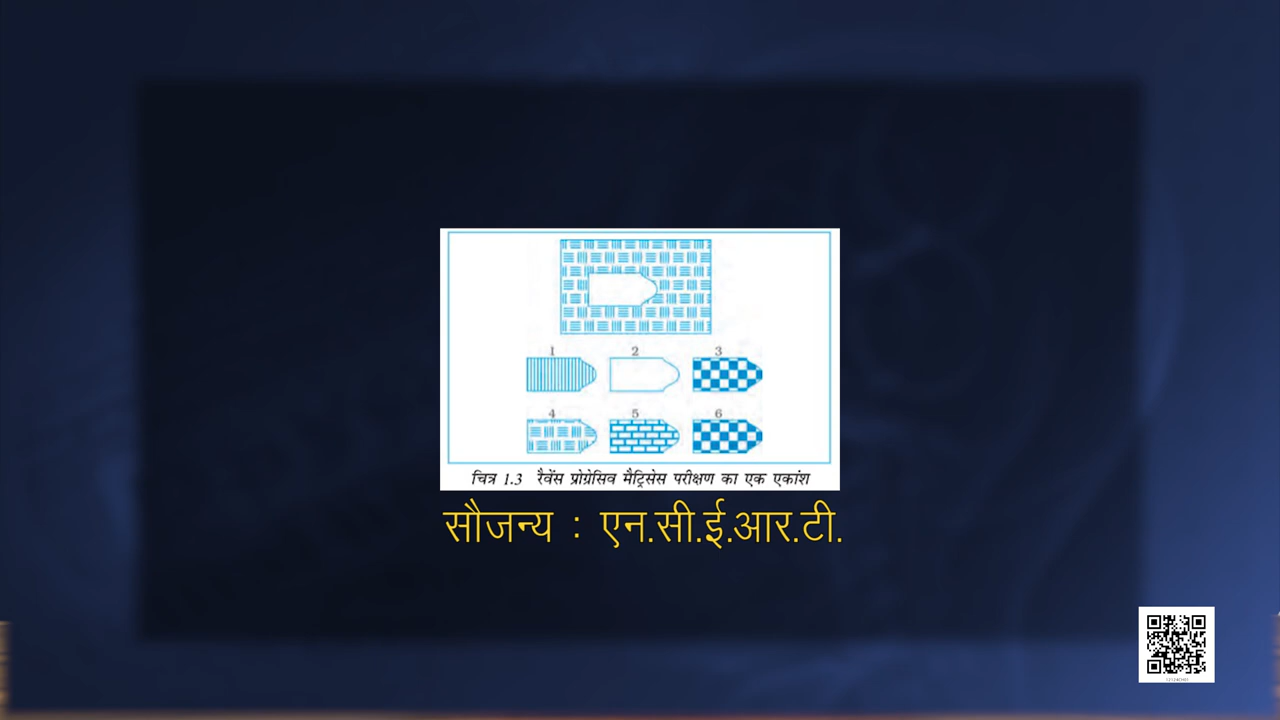 1 2 3
4 5 6
चित्र 1.3 रैवेंस प्रोग्रेसिव मैट्रिसेस परीक्षण का एक एकांश
सौजन्य : एन.सी.ई.आर.टी.